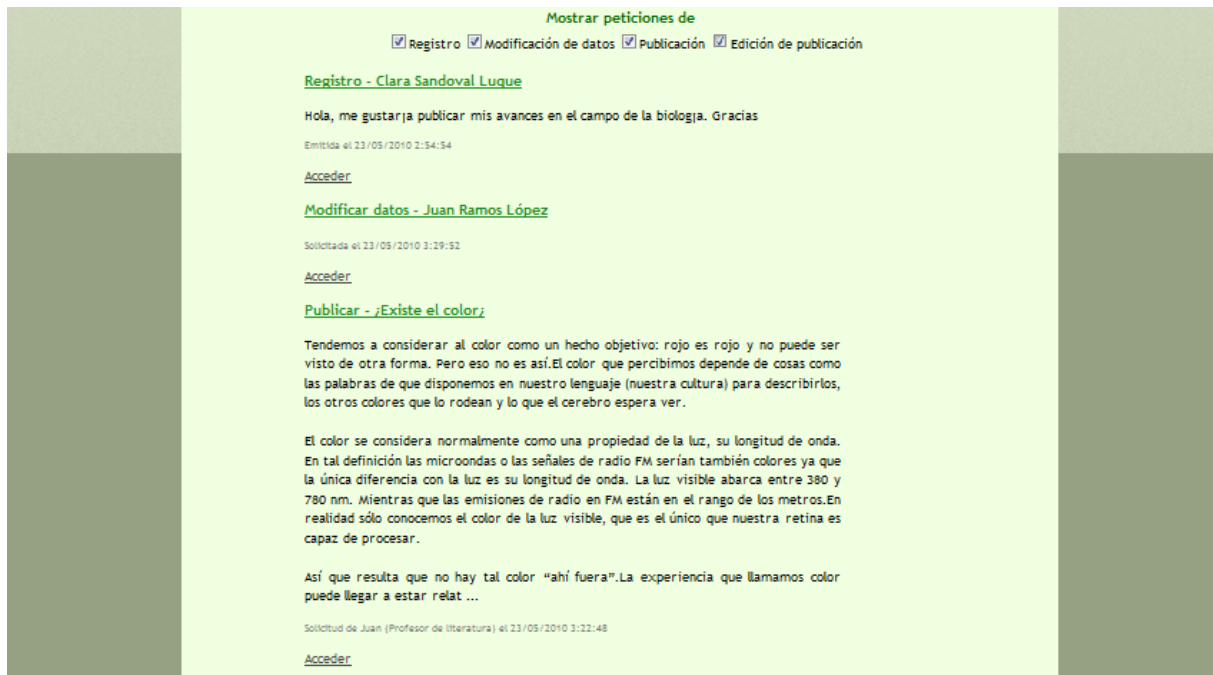 Mostrar peticiones de
Registro Modificación de datos Publicación Edición de publicación
Registro - Clara Sandoval Luque
Hola, me gustar¡a publicar mis avances en el campo de la biolog¡a. Gracias
Emitida el 23/05/2010 2:54:54
Acceder
Modificar datos - Juan Ramos López
Solicitada el 23/05/2010 3:29:52
Acceder
Publicar - ¿Existe el color¿
Tendemos a considerar al color como un hecho objetivo: rojo es rojo y no puede ser
visto de otra forma. Pero eso no es así.El color que percibimos depende de cosas como
las palabras de que disponemos en nuestro lenguaje (nuestra cultura) para describirlos,
los otros colores que lo rodean y lo que el cerebro espera ver.
El color se considera normalmente como una propiedad de la luz, su longitud de onda.
En tal definición las microondas o las señales de radio FM serían también colores ya que
la única diferencia con la luz es su longitud de onda. La luz visible abarca entre 380 y
780 nm. Mientras que las emisiones de radio en FM están en el rango de los metros.En
realidad sólo conocemos el color de la luz visible, que es el único que nuestra retina es
capaz de procesar.
Así que resulta que no hay tal color “ahí fuera”.La experiencia que llamamos color
puede llegar a estar relat ...
Solicitud de Juan (Profesor de literatura) el 23/05/2010 3:22:48
Acceder